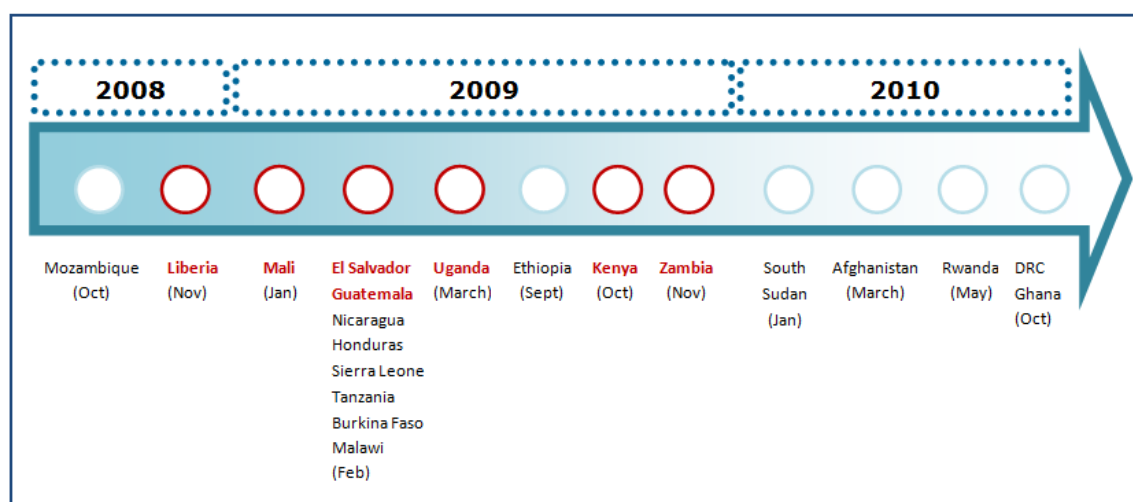 2008
2009
2010
Mozambique
(Oct)
Liberia
(Nov)
Mali
(Jan)
El Salvador
Guatemala
Nicaragua
Honduras
Sierra Leone
Tanzania
Burkina Faso
Malawi
(Feb)
Uganda
(March)
Ethiopia
(Sept)
Kenya
(Oct)
Zambia
(Nov)
South
Sudan
(Jan)
Afghanistan
(March)
Rwanda
(May)
DRC
Ghana
(Oct)